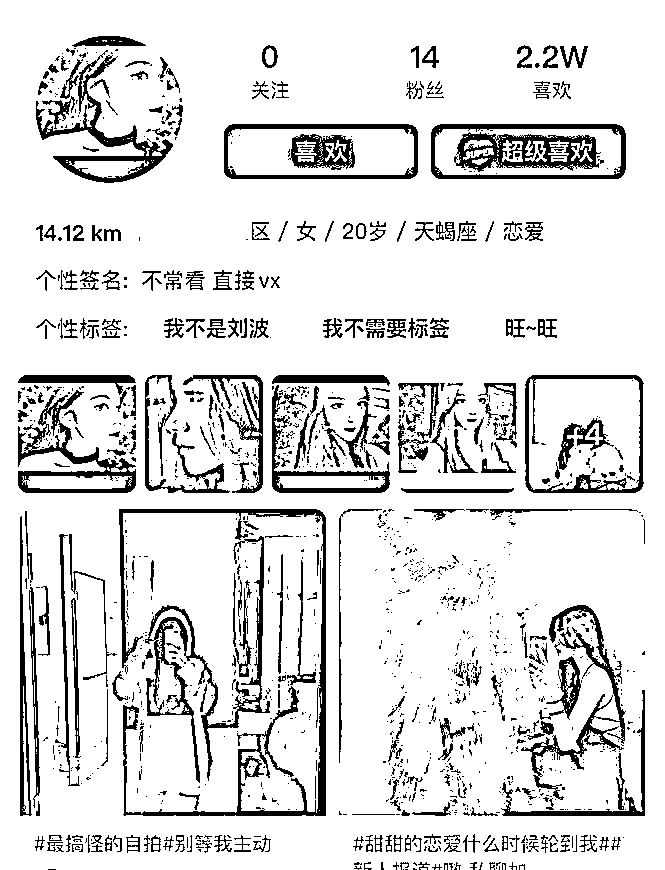 0 14 2.2W
关注 粉丝 喜欢
喜欢 超级喜欢
14.12 km 区 / 女 / 20岁 / 天蝎座 / 恋爱
个性签名: 不常看 直接vx
个性标签: 我不是刘波 我不需要标签 旺~旺
+4
#最搞怪的自拍#别等我主动
#甜甜的恋爱什么时候轮到我##
新人报道#嗷 私聊加